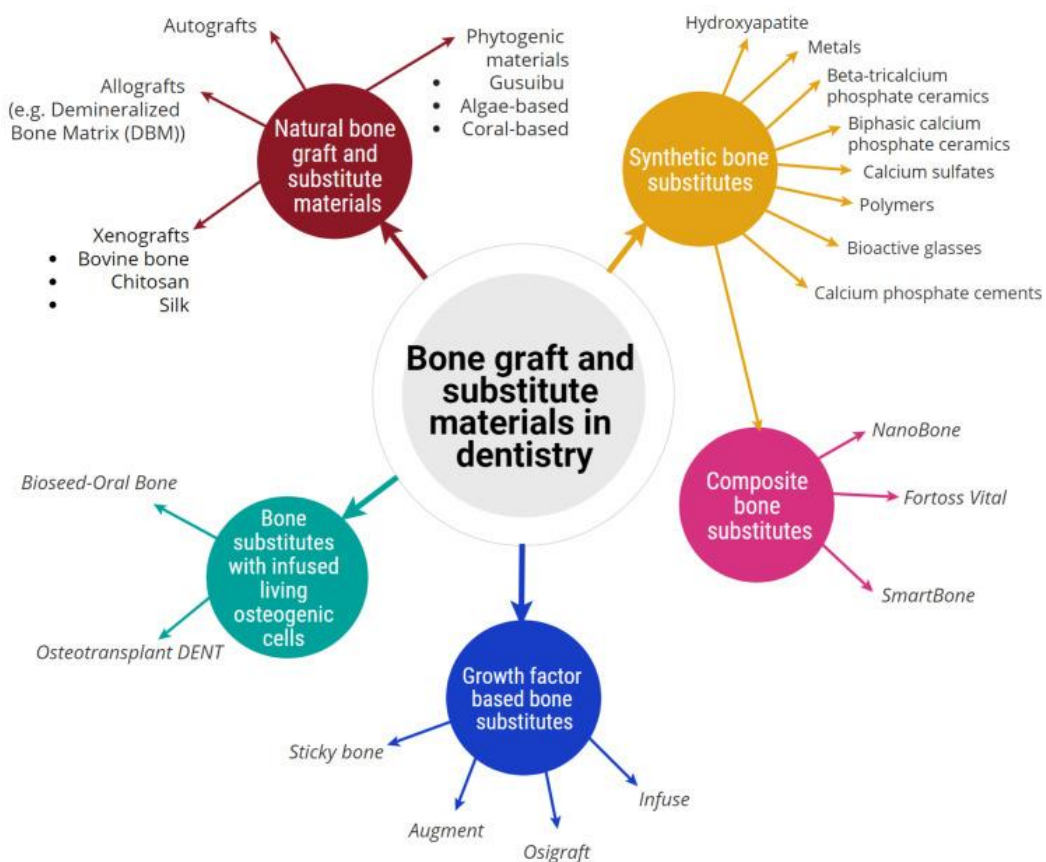 Bone graft and
substitute
materials in
dentistry
Natural bone
graft and
substitute
materials
Autografts
Allografts
(e.g. Demineralized
Bone Matrix (DBM))
Xenografts
• Bovine bone
• Chitosan
• Silk
Phytogenic
materials
• Gusuibu
• Algae-based
• Coral-based
Synthetic bone
substitutes
Hydroxyapatite
Metals
Beta-tricalcium
phosphate ceramics
Biphasic calcium
phosphate ceramics
Calcium sulfates
Polymers
Bioactive glasses
Calcium phosphate cements
Composite
bone
substitutes
NanoBone
Fortoss Vital
SmartBone
Growth factor
based bone
substitutes
Sticky bone
Augment
Osigraft
Infuse
Bone
substitutes
with infused
living
osteogenic
cells
Bioseed-Oral Bone
Osteotransplant DENT